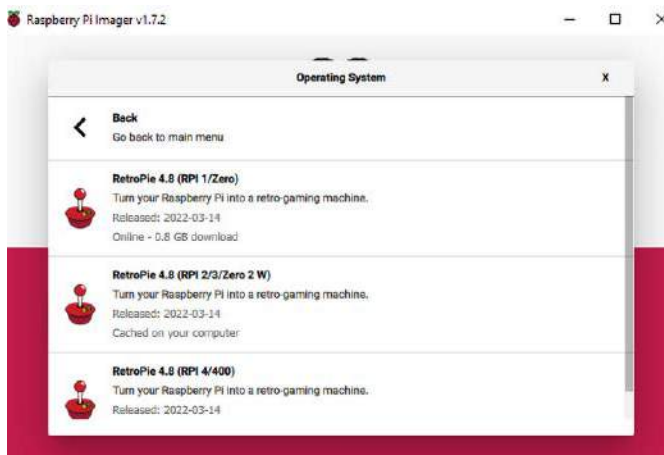 Raspberry Pi Imager v1.7.2
Operating System
X
Back
Go back to main menu
RetroPie 4.8 (RPI 1/Zero)
Turn your Raspberry Pi into a retro-gaming machine.
Released: 2022-03-14
Online - 0.8 GB download
RetroPie 4.8 (RPI 2/3/Zero 2 W)
Turn your Raspberry Pi into a retro-gaming machine.
Released: 2022-03-14
Cached on your computer
RetroPie 4.8 (RPI 4/400)
Turn your Raspberry Pi into a retro-gaming machine.
Released: 2022-03-14